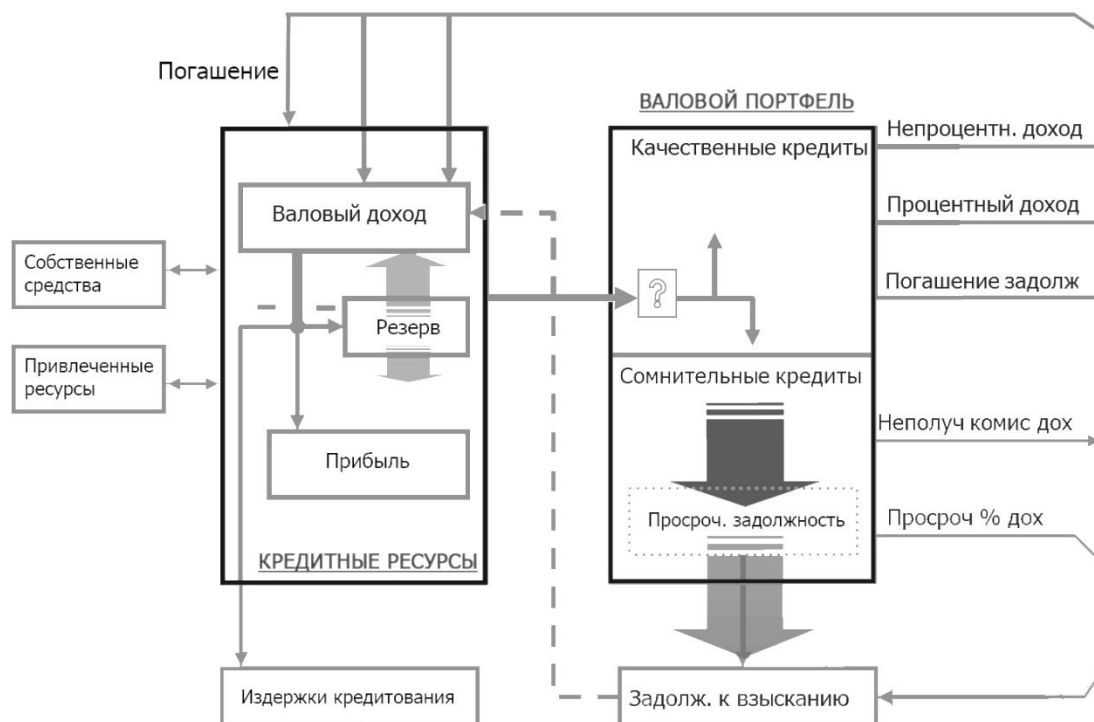 Погашение
ВАЛОВОЙ ПОРТФЕЛЬ
Качественные кредиты
Непроцентн. доход
Валовый доход
Процентный доход
Собственные
средства
Погашение задолж
?
Резерв
Привлеченные
ресурсы
Сомнительные кредиты
Неполуч комис дох
Прибыль
Просроч. задолжность
Просроч % дох
КРЕДИТНЫЕ РЕСУРСЫ
Издержки кредитования
Задолж. к взысканию